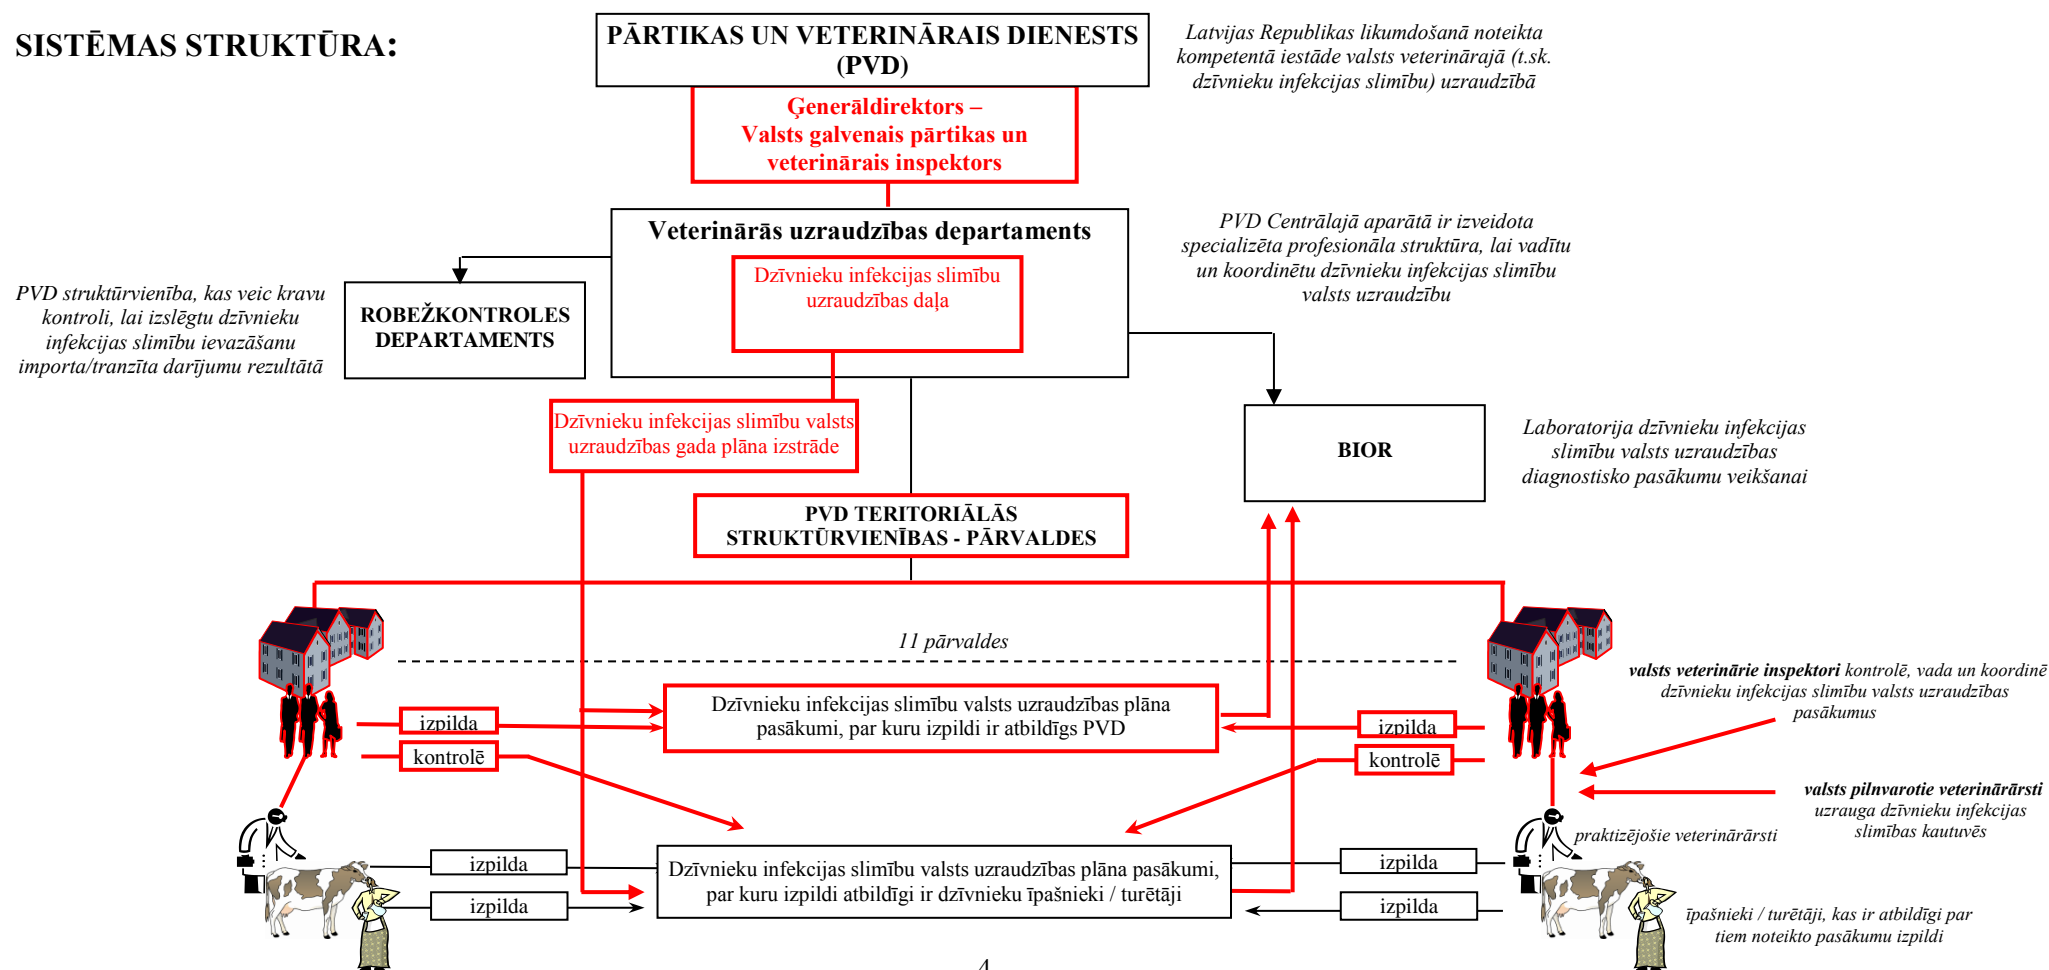 SISTĒMAS STRUKTŪRA:
PĀRTIKAS UN VETERINĀRAIS DIENESTS
(PVD)
Latvijas Republikas likumdošanā noteikta
kompetentā iestāde valsts veterinārajā (t.sk.
dzīvnieku infekcijas slimību) uzraudzībā
Ģenerāldirektors –
Valsts galvenais pārtikas un
veterinārais inspektors
Veterinārās uzraudzības departaments
Dzīvnieku infekcijas slimību
uzraudzības daļa
PVD Centrālajā aparātā ir izveidota
specializēta profesionāla struktūra, lai vadītu
un koordinētu dzīvnieku infekcijas slimību
valsts uzraudzību
PVD struktūrvienība, kas veic kravu
kontroli, lai izslēgtu dzīvnieku
infekcijas slimību ievazāšanu
importa/tranzīta darījumu rezultātā
ROBEŽKONTROLES
DEPARTAMENTS
Dzīvnieku infekcijas slimību valsts
uzraudzības gada plāna izstrāde
BIOR
Laboratorija dzīvnieku infekcijas
slimību valsts uzraudzības
diagnostisko pasākumu veikšanai
PVD TERITORIĀLĀS
STRUKTŪRVIENĪBAS - PĀRVALDES
11 pārvaldes
valsts veterinārie inspektori kontrolē, vada un koordinē
dzīvnieku infekcijas slimību valsts uzraudzības
pasākumus
Dzīvnieku infekcijas slimību valsts uzraudzības plāna
pasākumi, par kuru izpildi ir atbildīgs PVD
izpilda
izpilda
kontrolē
kontrolē
valsts pilnvarotie veterinārārsti
uzrauga dzīvnieku infekcijas
slimības kautuvēs
praktizējošie veterinārārsti
izpilda
Dzīvnieku infekcijas slimību valsts uzraudzības plāna pasākumi,
par kuru izpildi atbildīgi ir dzīvnieku īpašnieki / turētāji
izpilda
izpilda
izpilda
īpašnieki / turētāji, kas ir atbildīgi par
tiem noteikto pasākumu izpildi
4